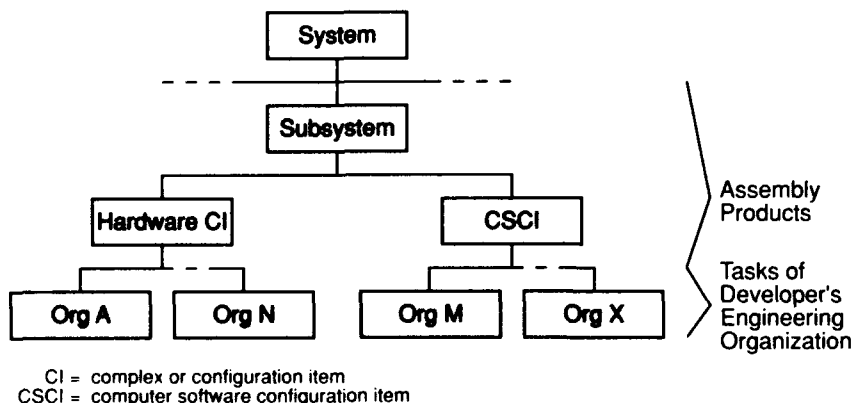 System
Subsystem
Hardware CI
CSCI
Assembly
Products
Org A
Org N
Org M
Org X
Tasks of
Developer's
Engineering
Organization
CI = complex or configuration item
CSCI = computer software configuration item